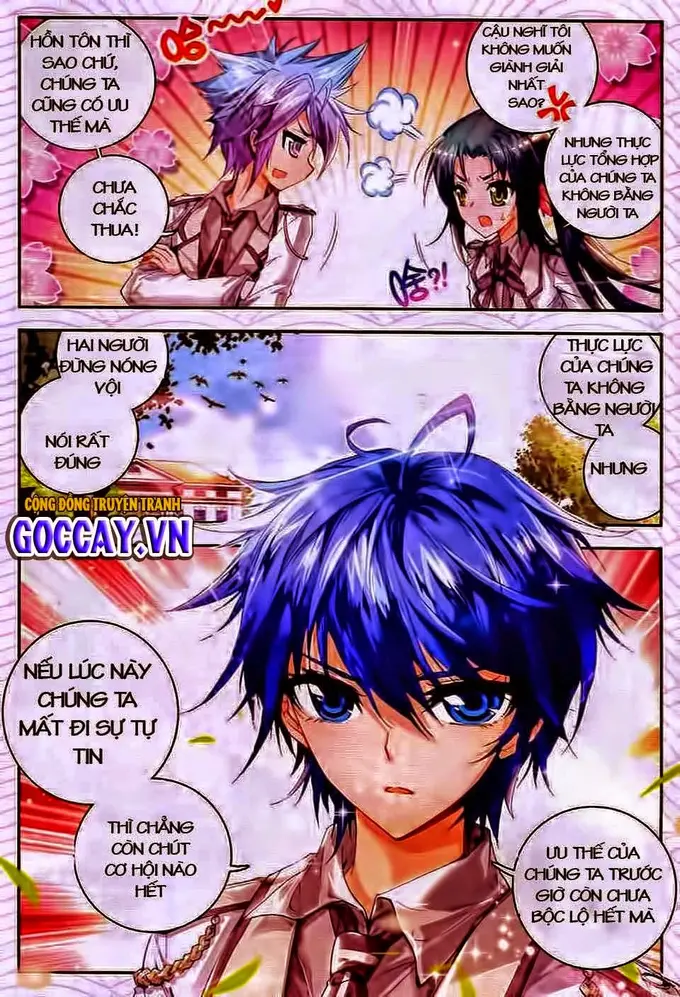 HỒN TÔN THÌ
SAO CHỨ,
CHÚNG TA
CŨNG CÓ ƯU
THẾ MÀ
CHƯA
CHẮC
THUA!
啥
CẬU NGHĨ TÔI
KHÔNG MUỐN
GIÀNH GIẢI
NHẤT
SAO?
NHƯNG THỰC
LỰC TỔNG HỢP
CỦA CHÚNG TA
KHÔNG BẰNG
NGƯỜI TA
啥?!
HAI NGƯỜI
ĐỪNG NÓNG
VỘI
NÓI RẤT
ĐÚNG
THỰC LỰC
CỦA CHÚNG
TA KHÔNG
BẰNG NGƯỜI
TA
NHƯNG
CỘNG ĐỒNG TRUYỆN TRANH
GOCCAY.VN
NẾU LÚC NÀY
CHÚNG TA
MẤT ĐI SỰ TỰ
TIN
THÌ CHẲNG
CÒN CHÚT
CƠ HỘI NÀO
HẾT
ƯU THẾ CỦA
CHÚNG TA TRƯỚC
GIỜ CÒN CHƯA
BỘC LỘ HẾT MÀ